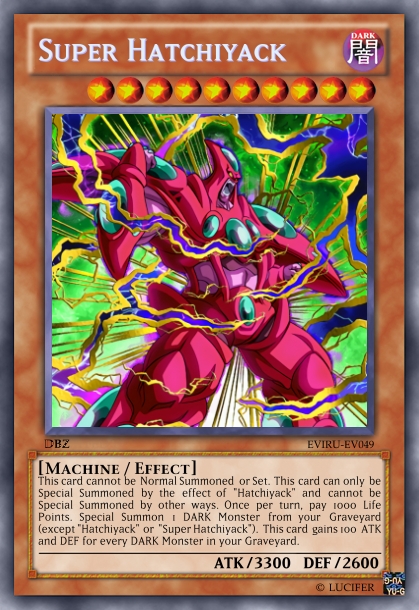 Super Hatchiyack
DARK
闇
DBZ
EVIRU-EV049
[Machine / Effect]
This card cannot be Normal Summoned or Set. This card can only be
Special Summoned by the effect of "Hatchiyack" and cannot be
Special Summoned by other ways. Once per turn, pay 1000 Life
Points. Special Summon 1 DARK Monster from your Graveyard
(except "Hatchiyack" or "Super Hatchiyack"). This card gains 100 ATK
and DEF for every DARK Monster in your Graveyard.
ATK/3300 DEF/2600
© LUCIFER